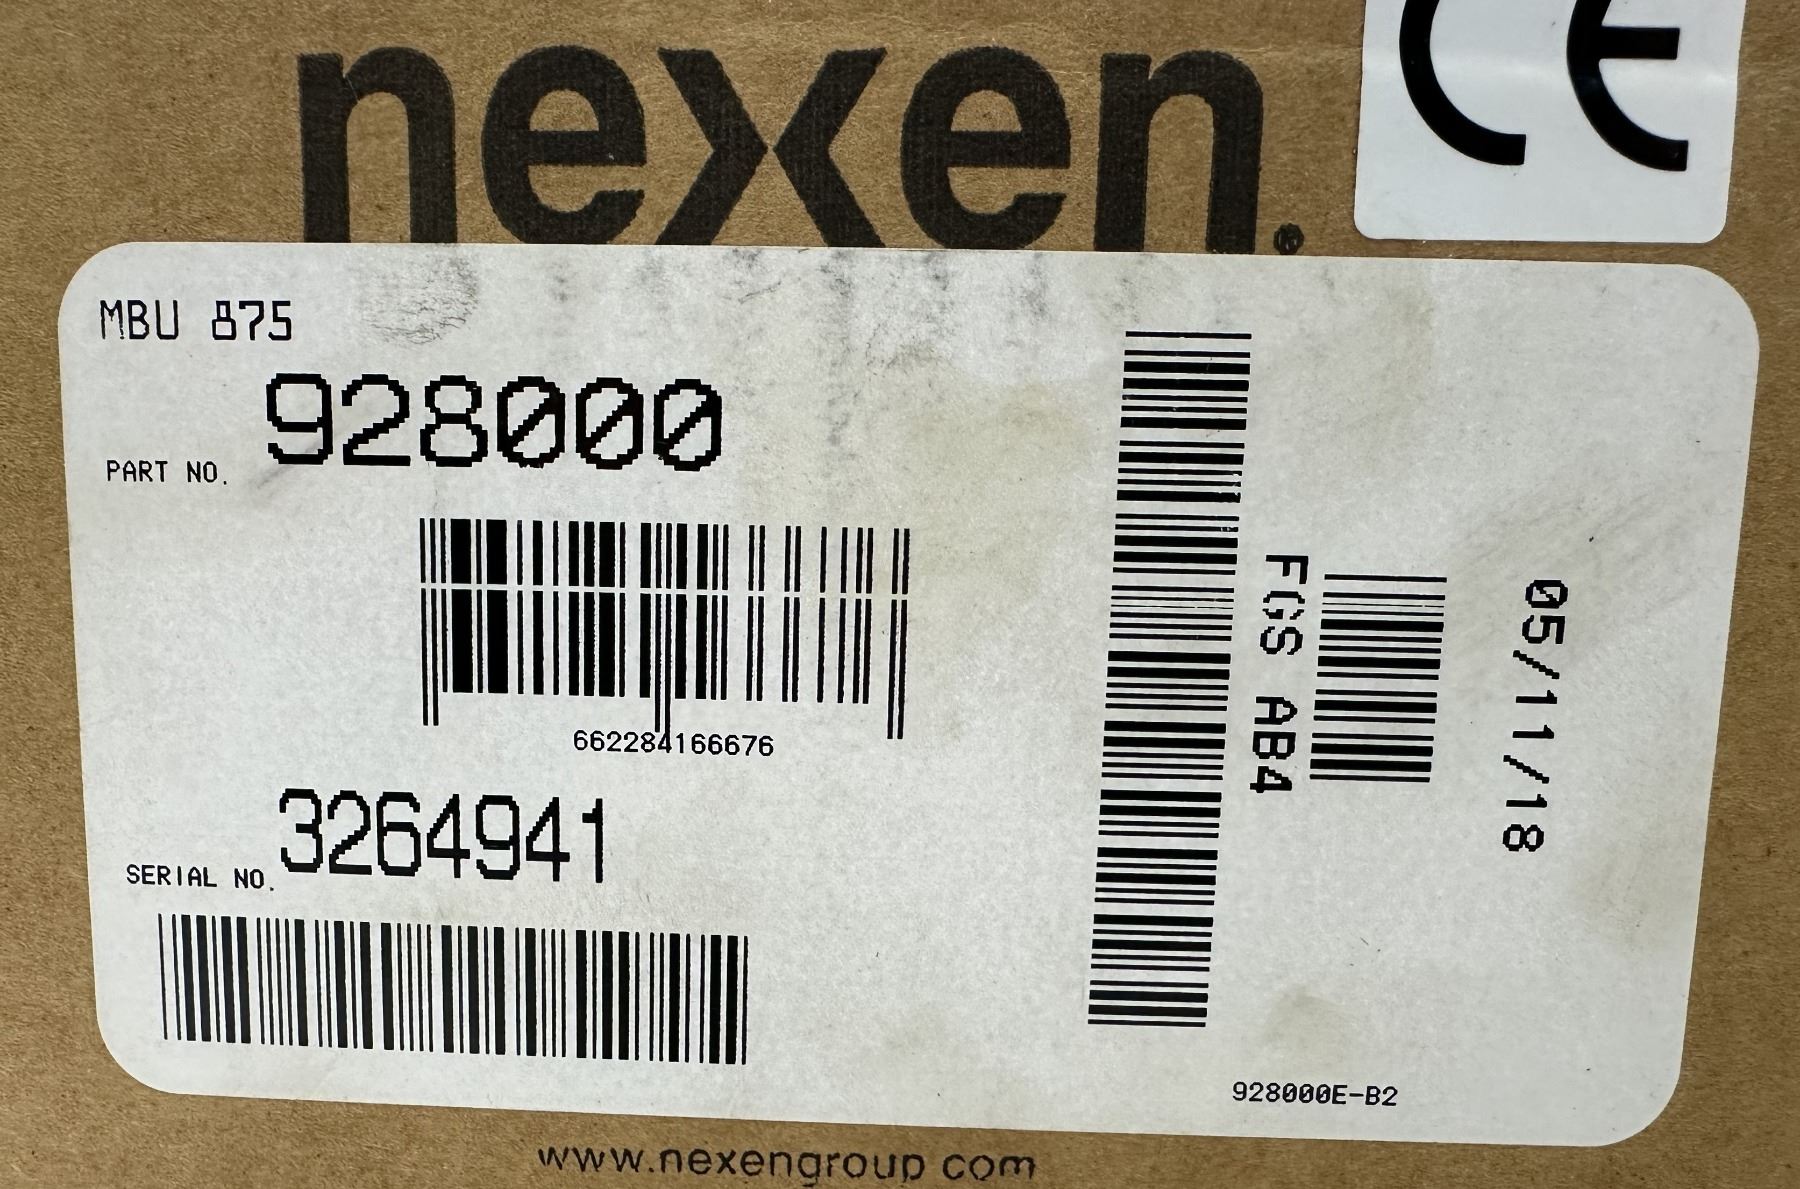 nexen®
CE
MBU 875
928000
PART NO.
662284166676
3264941
SERIAL NO.
FGS AB4
05/11/18
928000E-B2
www.nexengroup.com